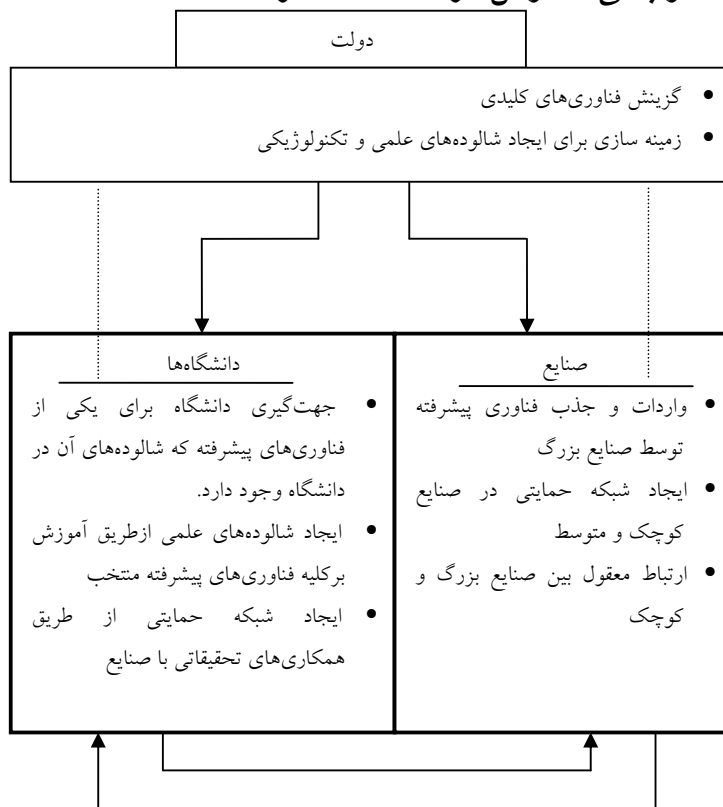 دولت
• گزینش فناوری‌های کلیدی
• زمینه سازی برای ایجاد شالوده‌های علمی و تکنولوژیکی
صنایع
• واردات و جذب فناوری پیشرفته
توسط صنایع بزرگ
• ایجاد شبکه حمایتی در صنایع
کوچک و متوسط
• ارتباط معقول بین صنایع بزرگ و
کوچک
دانشگاه‌ها
• جهت‌گیری دانشگاه برای یکی از
فناوری‌های پیشرفته که شالوده‌های آن در
دانشگاه وجود دارد.
• ایجاد شالوده‌های علمی ازطریق آموزش
برکلیه فناوری‌های پیشرفته منتخب
• ایجاد شبکه حمایتی از طریق
همکاری‌های تحقیقاتی با صنایع